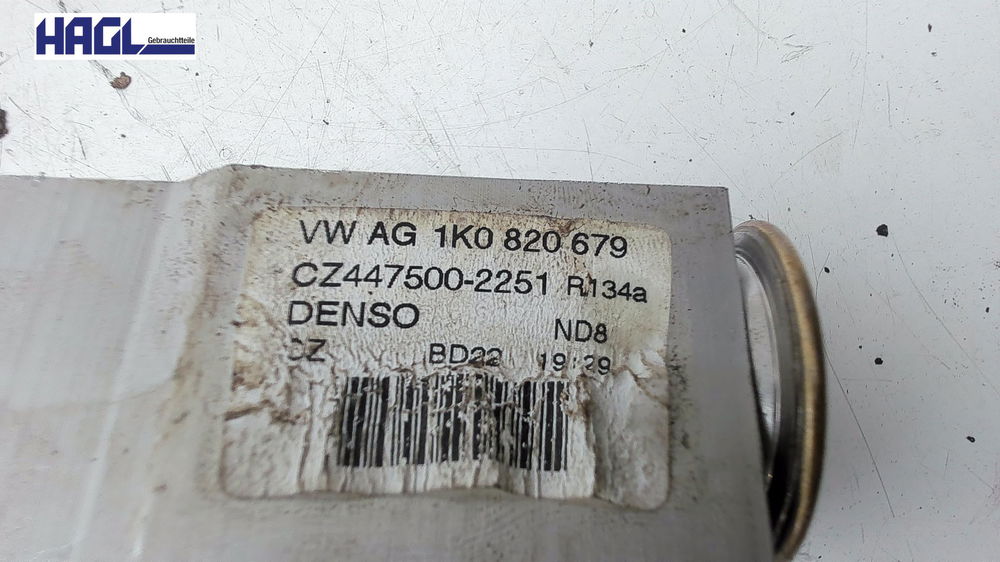 HAGL
Gebrauchtteile
VW AG 1K0 820 679
CZ447500-2251 R134a
DENSO
ND8
CZ BD22 19:29